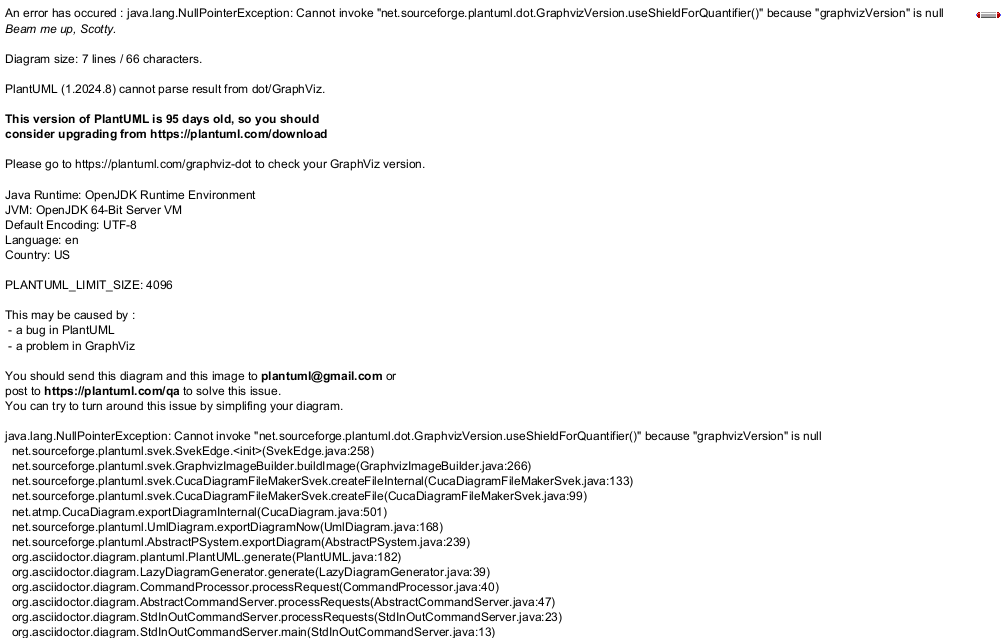 An error has occured : java.lang.NullPointerException: Cannot invoke "net.sourceforge.plantuml.dot.GraphvizVersion.useShieldForQuantifier()" because "graphvizVersion" is null
Beam me up, Scotty.
Diagram size: 7 lines / 66 characters.
PlantUML (1.2024.8) cannot parse result from dot/GraphViz.
This version of PlantUML is 95 days old, so you should
consider upgrading from https://plantuml.com/download
Please go to https://plantuml.com/graphviz-dot to check your GraphViz version.
Java Runtime: OpenJDK Runtime Environment
JVM: OpenJDK 64-Bit Server VM
Default Encoding: UTF-8
Language: en
Country: US
PLANTUML_LIMIT_SIZE: 4096
This may be caused by :
- a bug in PlantUML
- a problem in GraphViz
You should send this diagram and this image to plantuml@gmail.com or
post to https://plantuml.com/qa to solve this issue.
You can try to turn around this issue by simplifing your diagram.
java.lang.NullPointerException: Cannot invoke "net.sourceforge.plantuml.dot.GraphvizVersion.useShieldForQuantifier()" because "graphvizVersion" is null
net.sourceforge.plantuml.svek.SvekEdge.<init>(SvekEdge.java:258)
net.sourceforge.plantuml.svek.GraphvizImageBuilder.buildImage(GraphvizImageBuilder.java:266)
net.sourceforge.plantuml.svek.CucaDiagramFileMakerSvek.createFileInternal(CucaDiagramFileMakerSvek.java:133)
net.sourceforge.plantuml.svek.CucaDiagramFileMakerSvek.createFile(CucaDiagramFileMakerSvek.java:99)
net.atmp.CucaDiagram.exportDiagramInternal(CucaDiagram.java:501)
net.sourceforge.plantuml.UmlDiagram.exportDiagramNow(UmlDiagram.java:168)
net.sourceforge.plantuml.AbstractPSystem.exportDiagram(AbstractPSystem.java:239)
org.asciidoctor.diagram.plantuml.PlantUML.generate(PlantUML.java:182)
org.asciidoctor.diagram.LazyDiagramGenerator.generate(LazyDiagramGenerator.java:39)
org.asciidoctor.diagram.CommandProcessor.processRequest(CommandProcessor.java:40)
org.asciidoctor.diagram.AbstractCommandServer.processRequests(AbstractCommandServer.java:47)
org.asciidoctor.diagram.StdInOutCommandServer.processRequests(StdInOutCommandServer.java:23)
org.asciidoctor.diagram.StdInOutCommandServer.main(StdInOutCommandServer.java:13)